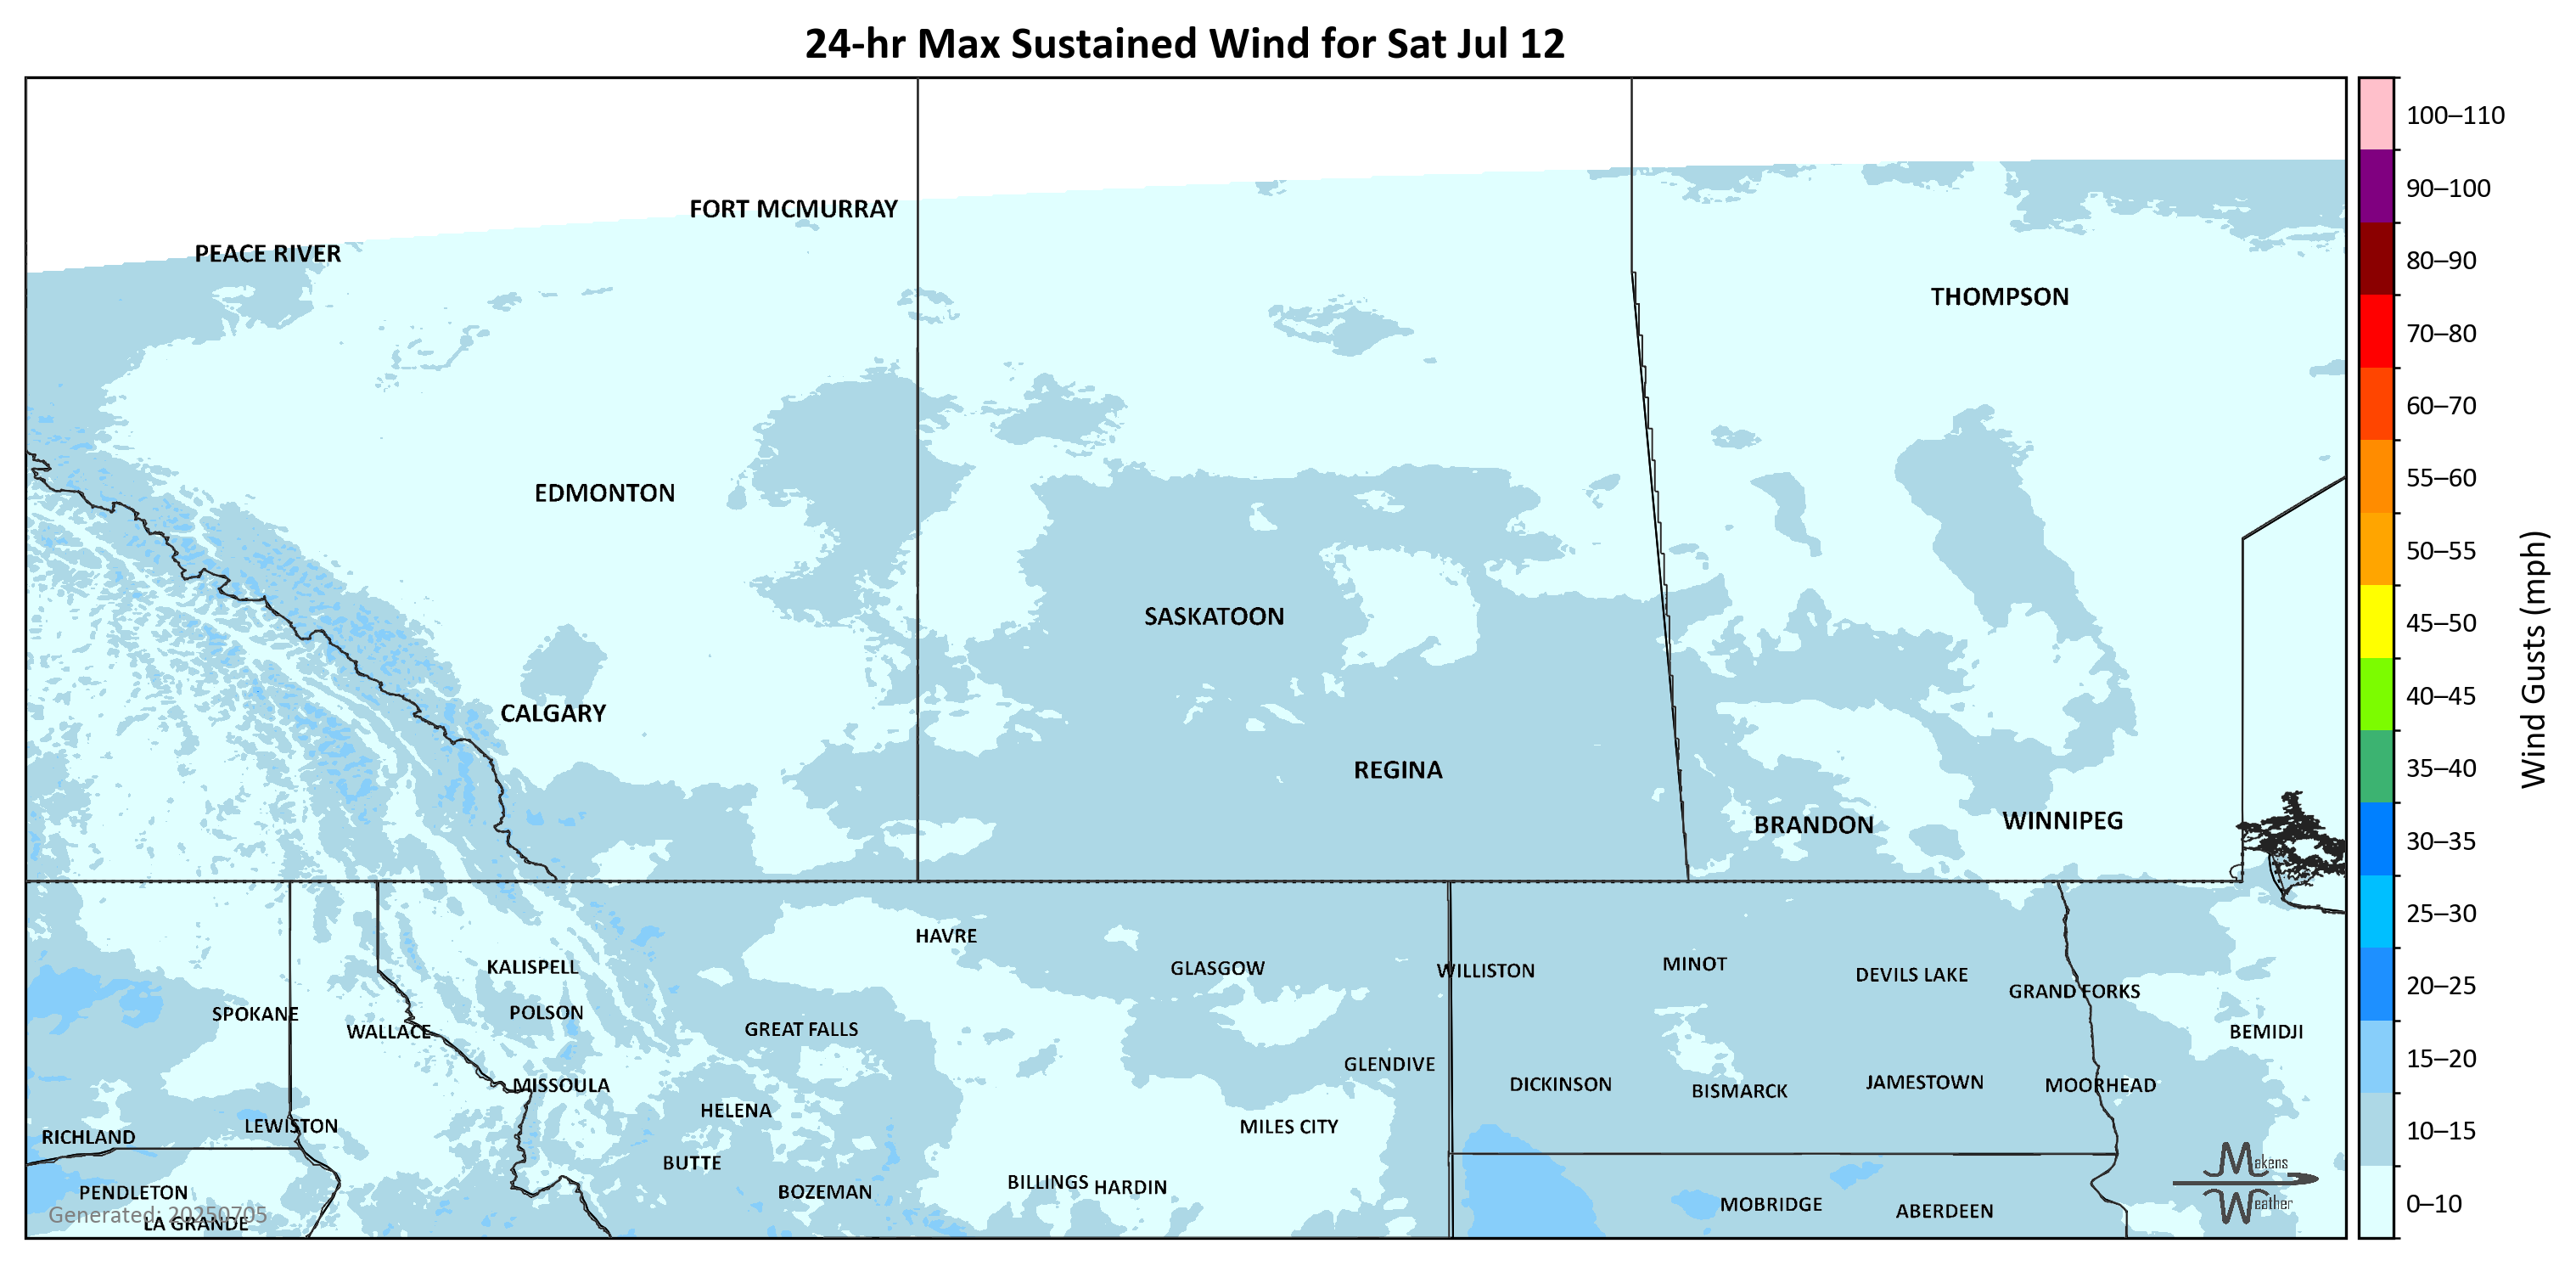 24-hr Max Sustained Wind for Sat Jul 12
100–110
90–100
FORT MCMURRAY
PEACE RIVER
80–90
THOMPSON
70–80
60–70
EDMONTON
55–60
50–55
SASKATOON
45–50
Wind Gusts (mph)
CALGARY
40–45
REGINA
35–40
BRANDON
WINNIPEG
30–35
HAVRE
25–30
KALISPELL
GLASGOW
WILLISTON
MINOT
DEVILS LAKE
GRAND FORKS
20–25
SPOKANE
POLSON
WALLACE
GREAT FALLS
BEMIDJI
15–20
GLENDIVE
MISSOULA
DICKINSON
BISMARCK
JAMESTOWN
MOORHEAD
HELENA
LEWISTON
MILES CITY
RICHLAND
10–15
BUTTE
Makens
Weather
PENDLETON
BOZEMAN
BILLINGS
HARDIN
MOBRIDGE
ABERDEEN
0–10
Generated: 20250705
LA GRANDE